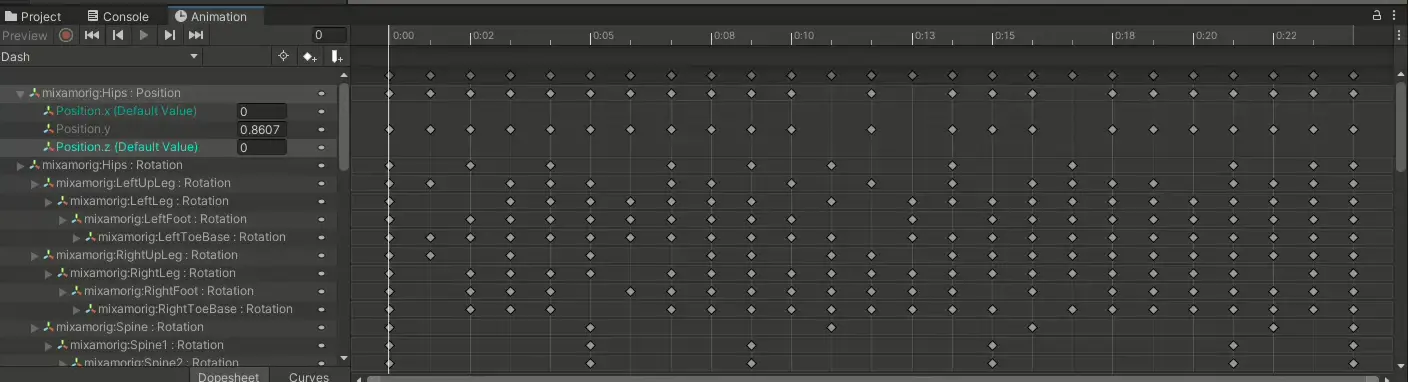 Project Console Animation
Preview 0 0:00 0:02 0:05 0:08 0:10 0:13 0:15 0:18 0:20 0:22
Dash
mixamorig:Hips : Position
Position.x (Default Value) 0
Position.y 0.8607
Position.z (Default Value) 0
mixamorig:Hips : Rotation
mixamorig:LeftUpLeg : Rotation
mixamorig:LeftLeg : Rotation
mixamorig:LeftFoot : Rotation
mixamorig:LeftToeBase : Rotation
mixamorig:RightUpLeg : Rotation
mixamorig:RightLeg : Rotation
mixamorig:RightFoot : Rotation
mixamorig:RightToeBase : Rotation
mixamorig:Spine : Rotation
mixamorig:Spine1 : Rotation
mixamorig:Spine2 : Rotation
Dopesheet Curves